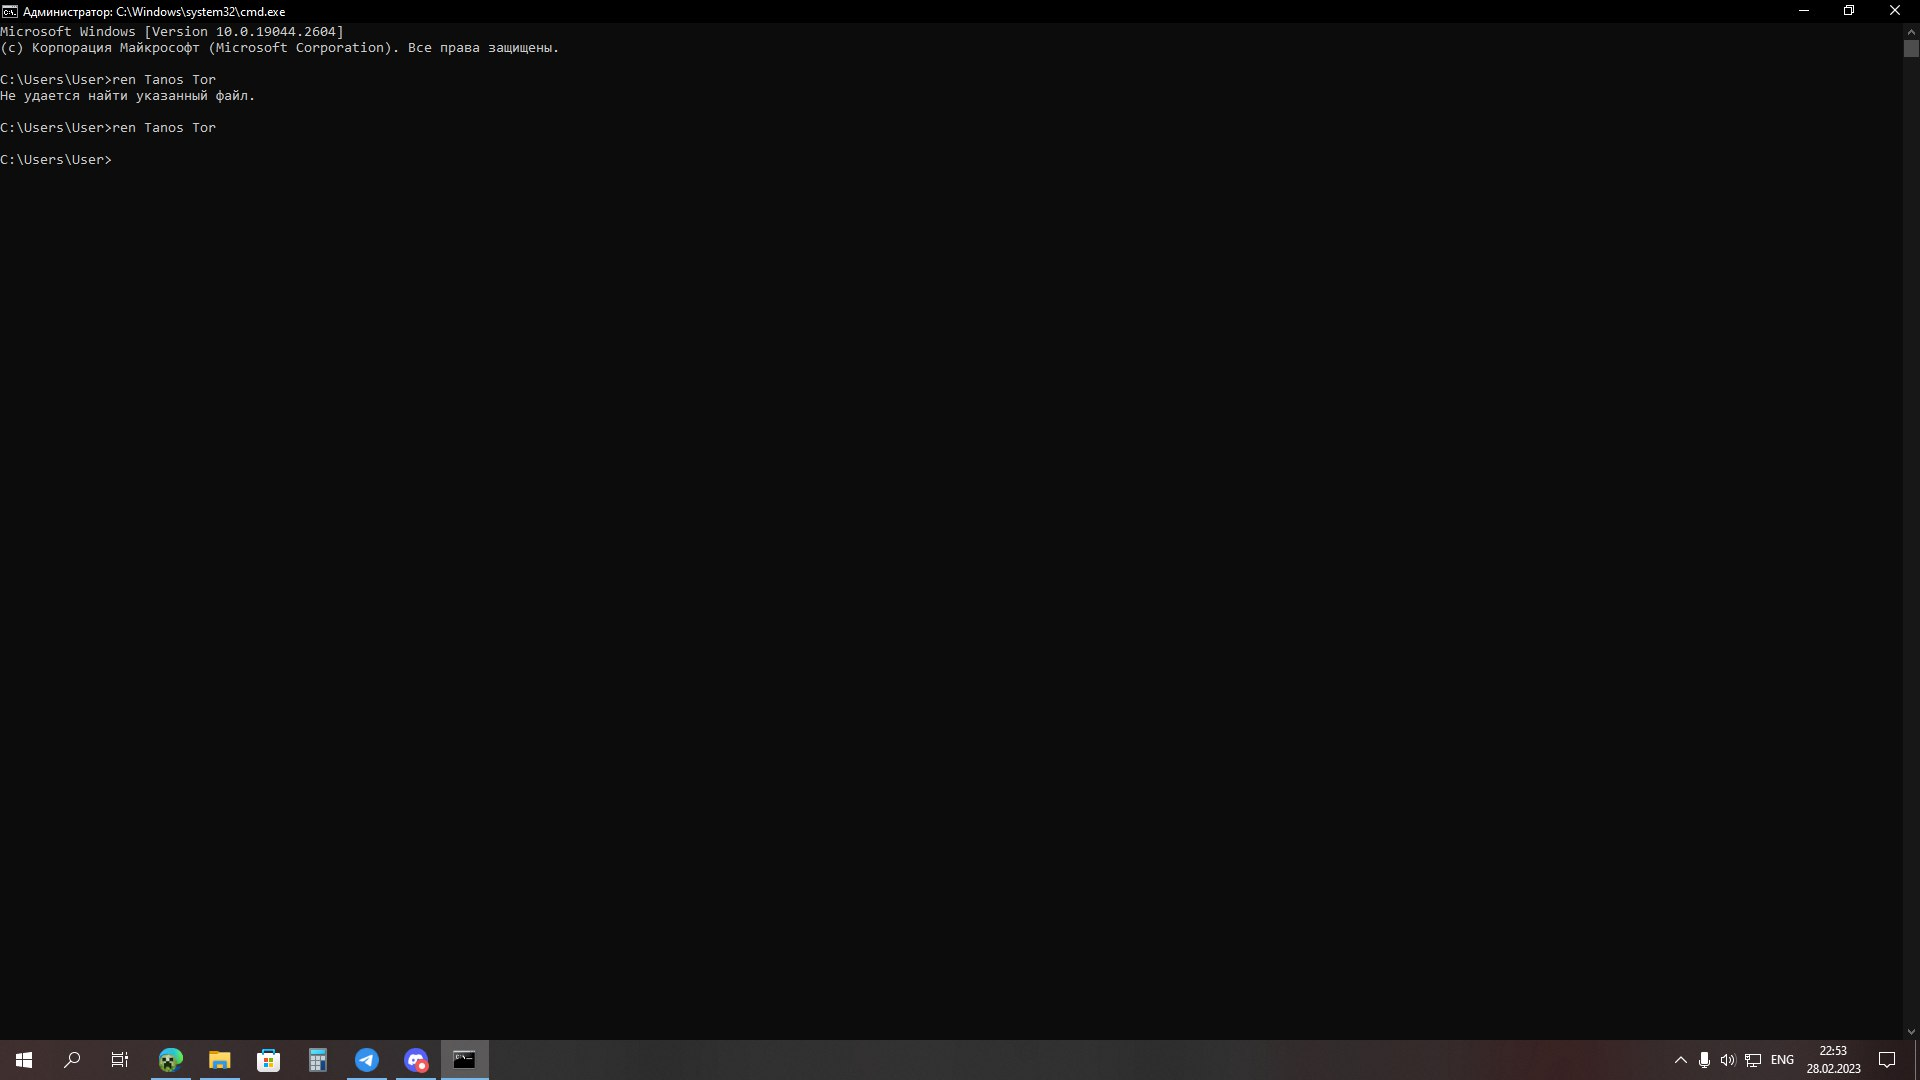 Администратор: C:\Windows\system32\cmd.exe
Microsoft Windows [Version 10.0.19044.2604]
(c) Корпорация Майкрософт (Microsoft Corporation). Все права защищены.
C:\Users\User>ren Tanos Tor
Не удается найти указанный файл.
C:\Users\User>ren Tanos Tor
C:\Users\User>
ENG
22:53
28.02.2023